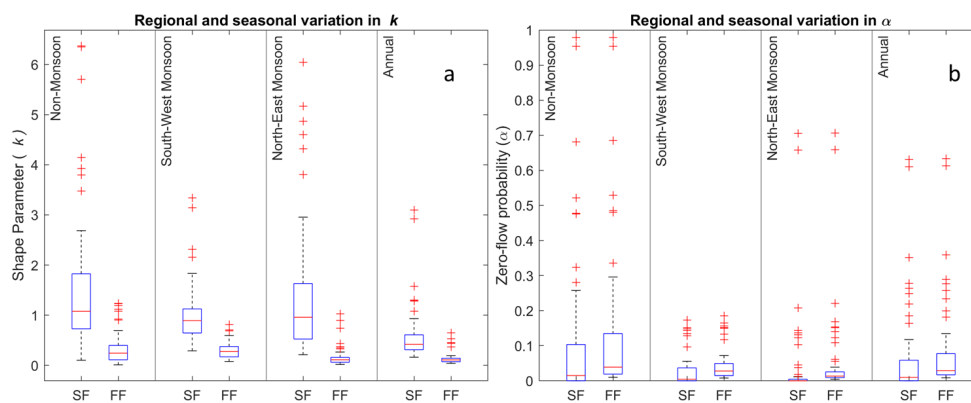 Regional and seasonal variation in k
Shape Parameter ( k )
6
5
4
3
2
1
0
Non-Monsoon
South-West Monsoon
North-East Monsoon
Annual
a
SF FF SF FF SF FF SF FF
Regional and seasonal variation in α
Zero-flow probability (α)
1
0.9
0.8
0.7
0.6
0.5
0.4
0.3
0.2
0.1
0
Non-Monsoon
South-West Monsoon
North-East Monsoon
Annual
b
SF FF SF FF SF FF SF FF